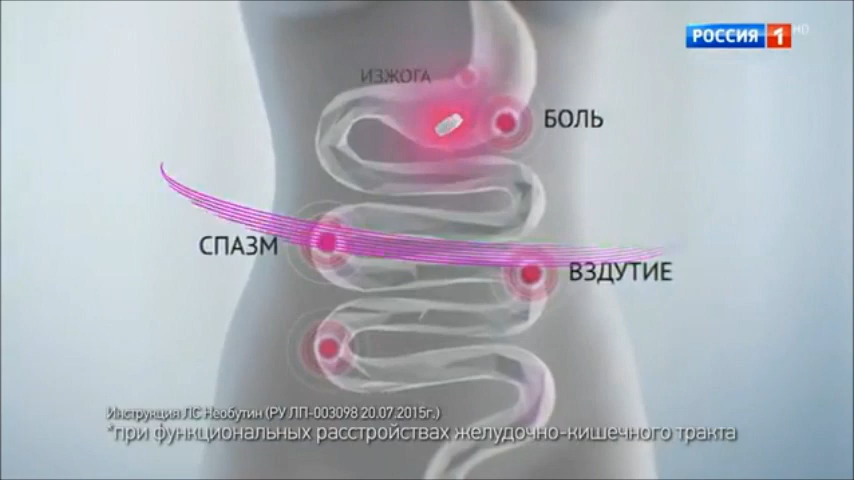 РОССИЯ 1 HD
ИЗЖОГА
БОЛЬ
СПАЗМ
ВЗДУТИЕ
Инструкция ЛС Необутин (РУ ЛП-003098 20.07.2015г.)
*при функциональных расстройствах желудочно-кишечного тракта